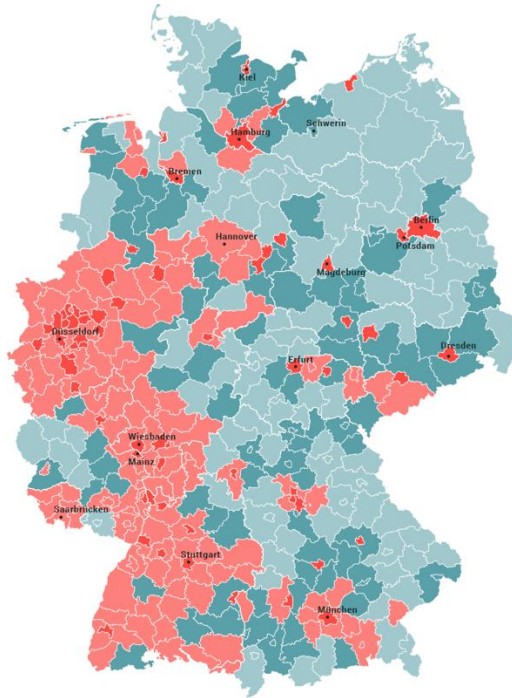 Kiel
Schwerin
Hamburg
Bremen
Berlin
Potsdam
Hannover
Magdeburg
Düsseldorf
Dresden
Erfurt
Wiesbaden
Mainz
Saarbrücken
Stuttgart
München